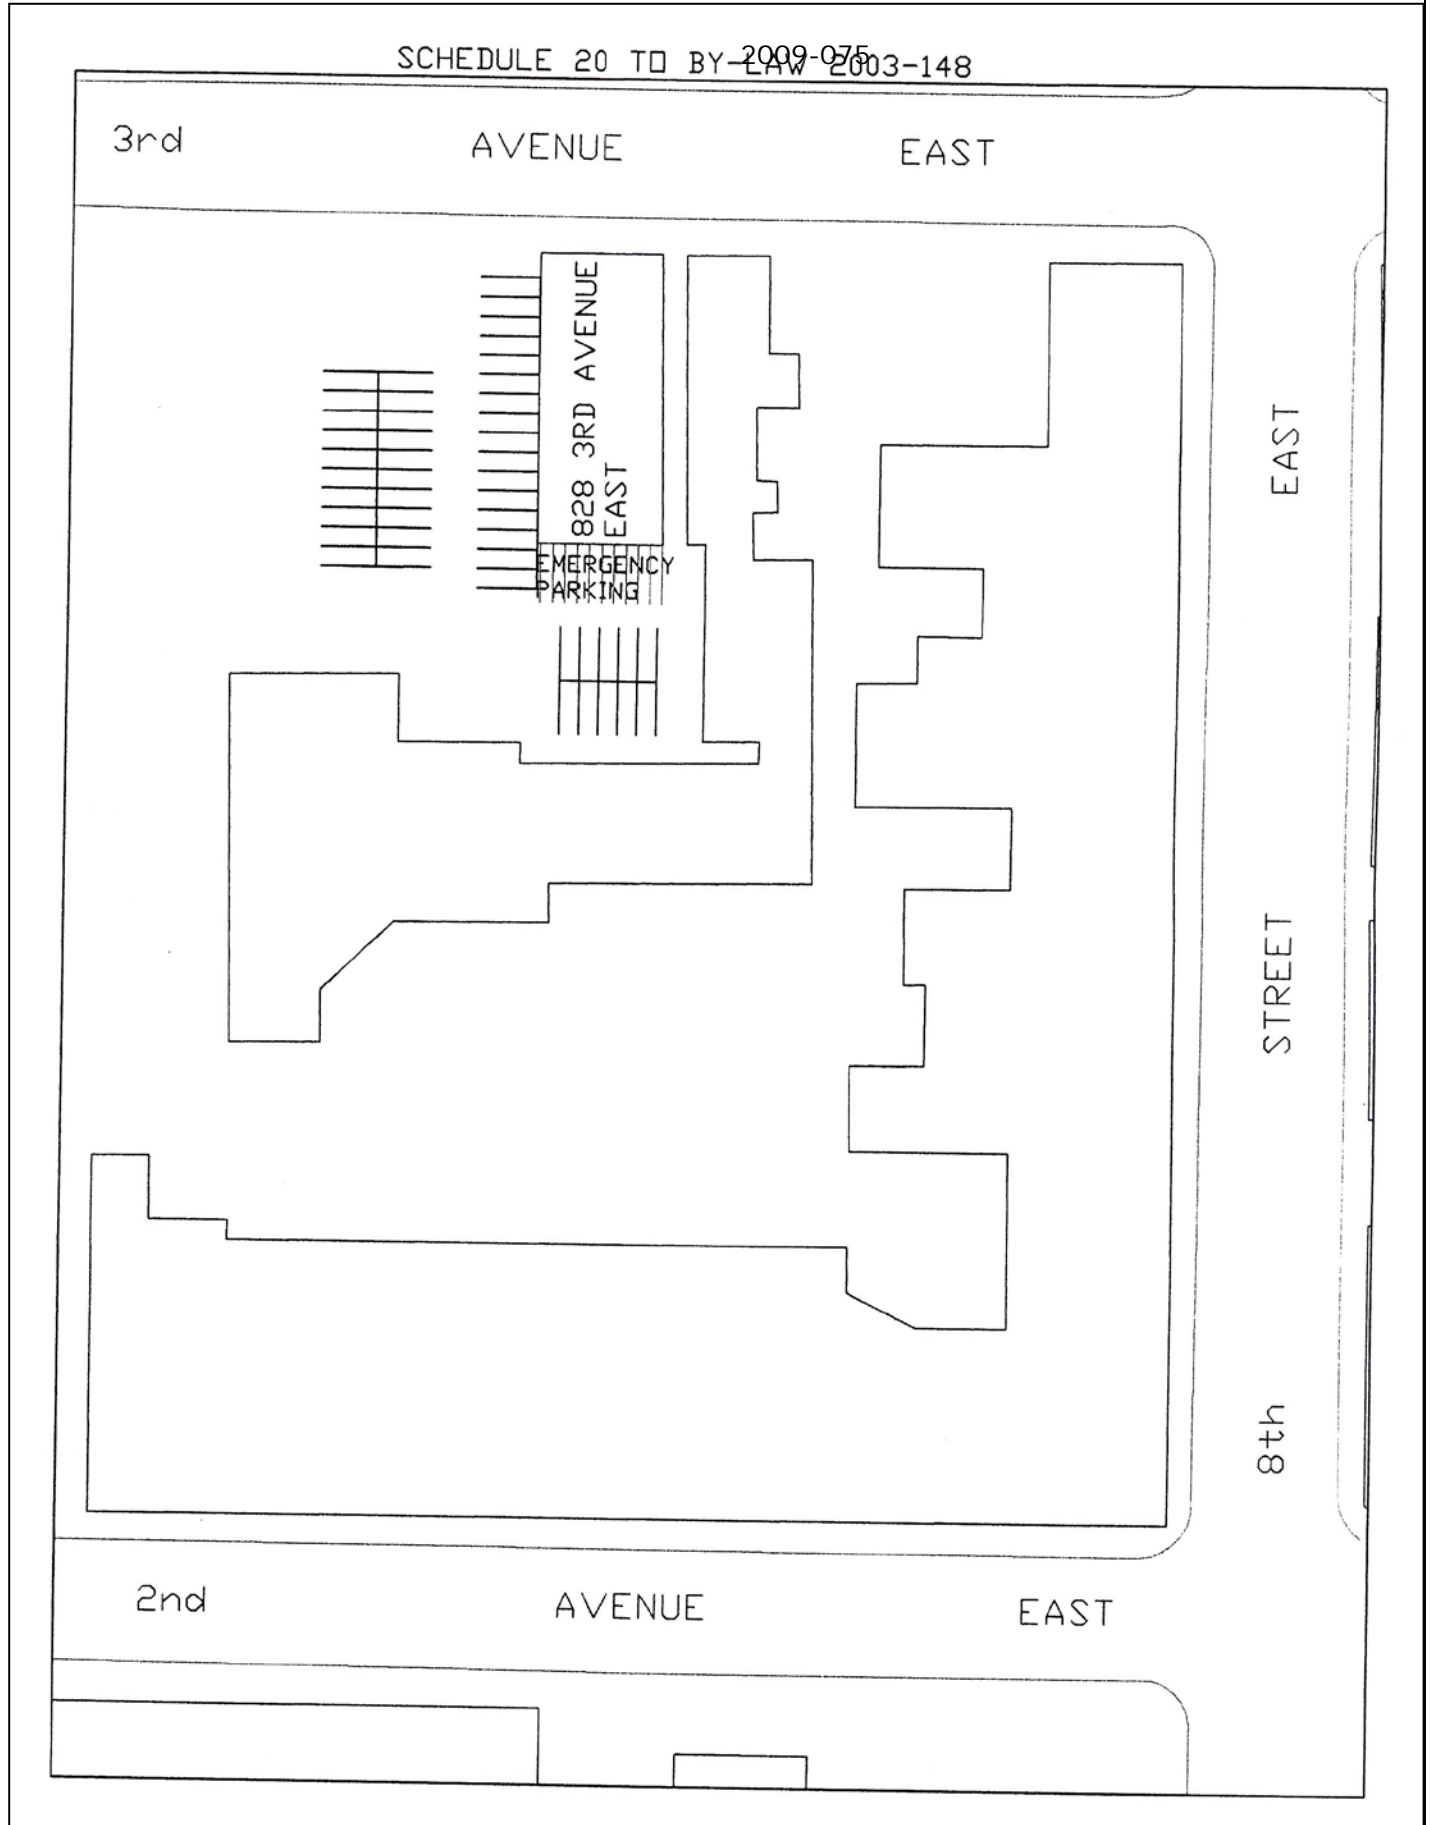 2009-075
SCHEDULE 20 TO BY-LAW 2003-148
3rd AVENUE EAST
828 3RD AVENUE
EAST
EMERGENCY
PARKING
8th STREET EAST
2nd AVENUE EAST